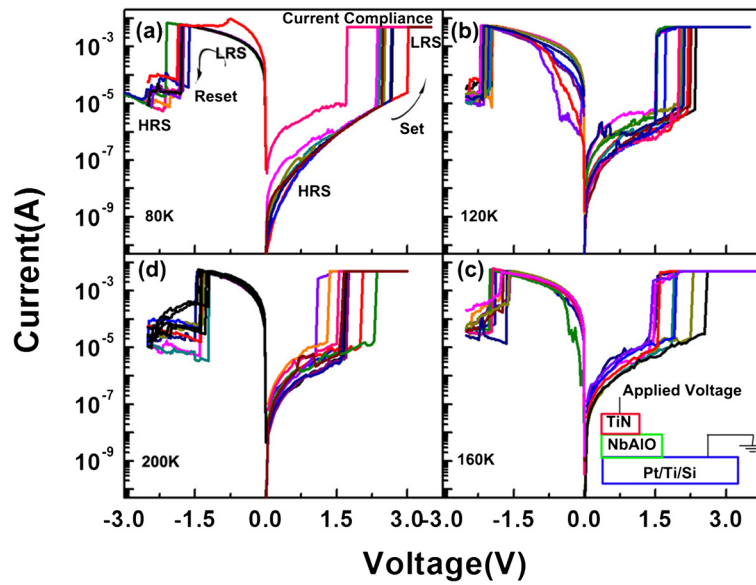 Current(A)
10⁻³
10⁻⁵
10⁻⁷
10⁻⁹
(a)
Current Compliance
LRS
LRS
Reset
HRS
Set
HRS
80K
(b)
120K
10⁻³
10⁻⁵
10⁻⁷
10⁻⁹
(d)
200K
(c)
Applied Voltage
TiN
NbAlO
Pt/Ti/Si
160K
-3.0 -1.5 0.0 1.5 3.0 -3.0 -1.5 0.0 1.5 3.0
Voltage(V)